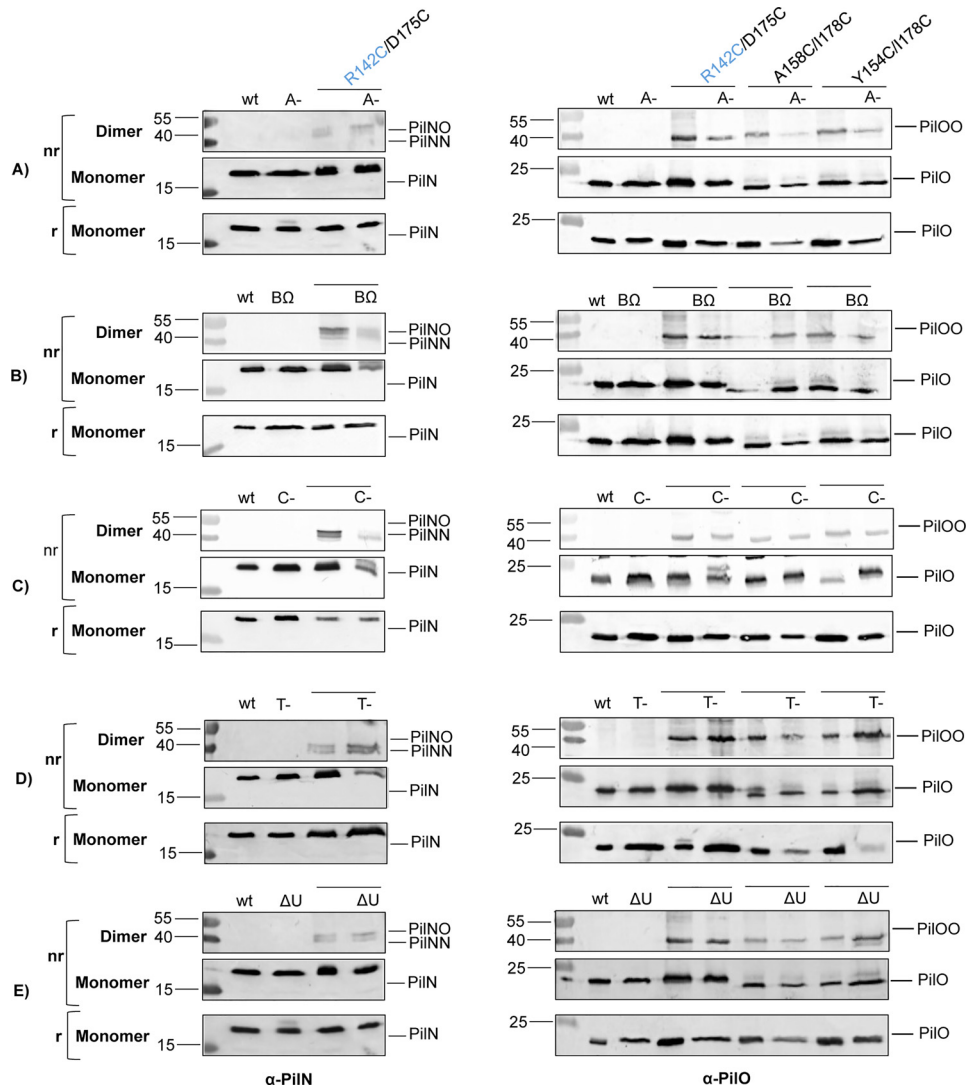 R142C/D175C
R142C/D175C A158C/I178C Y154C/I178C
wt A- A-
wt A- A- A- A-
A) nr Dimer 55 40 PilNO PilNN
Monomer 15 PilN
r Monomer 15 PilN
55 40 PilOO
25 PilO
25 PilO
wt BΩ BΩ
wt BΩ BΩ BΩ BΩ
B) nr Dimer 55 40 PilNO PilNN
Monomer 15 PilN
r Monomer 15 PilN
55 40 PilOO
25 PilO
25 PilO
wt C- C-
wt C- C- C- C-
C) nr Dimer 55 40 PilNO PilNN
Monomer 15 PilN
r Monomer 15 PilN
55 40 PilOO
25 PilO
25 PilO
wt T- T-
wt T- T- T- T-
D) nr Dimer 55 40 PilNO PilNN
Monomer 15 PilN
r Monomer 15 PilN
55 40 PilOO
25 PilO
25 PilO
wt ΔU ΔU
wt ΔU ΔU ΔU ΔU
E) nr Dimer 55 40 PilNO PilNN
Monomer 15 PilN
r Monomer 15 PilN
55 40 PilOO
25 PilO
25 PilO
α-PilN
α-PilO